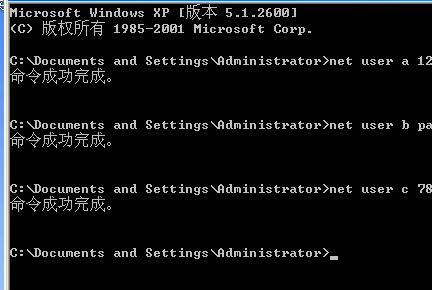 Microsoft Windows XP [版本 5.1.2600]
(C) 版权所有 1985-2001 Microsoft Corp.
C:\Documents and Settings\Administrator>net user a 12
命令成功完成。
C:\Documents and Settings\Administrator>net user b pa
命令成功完成。
C:\Documents and Settings\Administrator>net user c 78
命令成功完成。
C:\Documents and Settings\Administrator>_